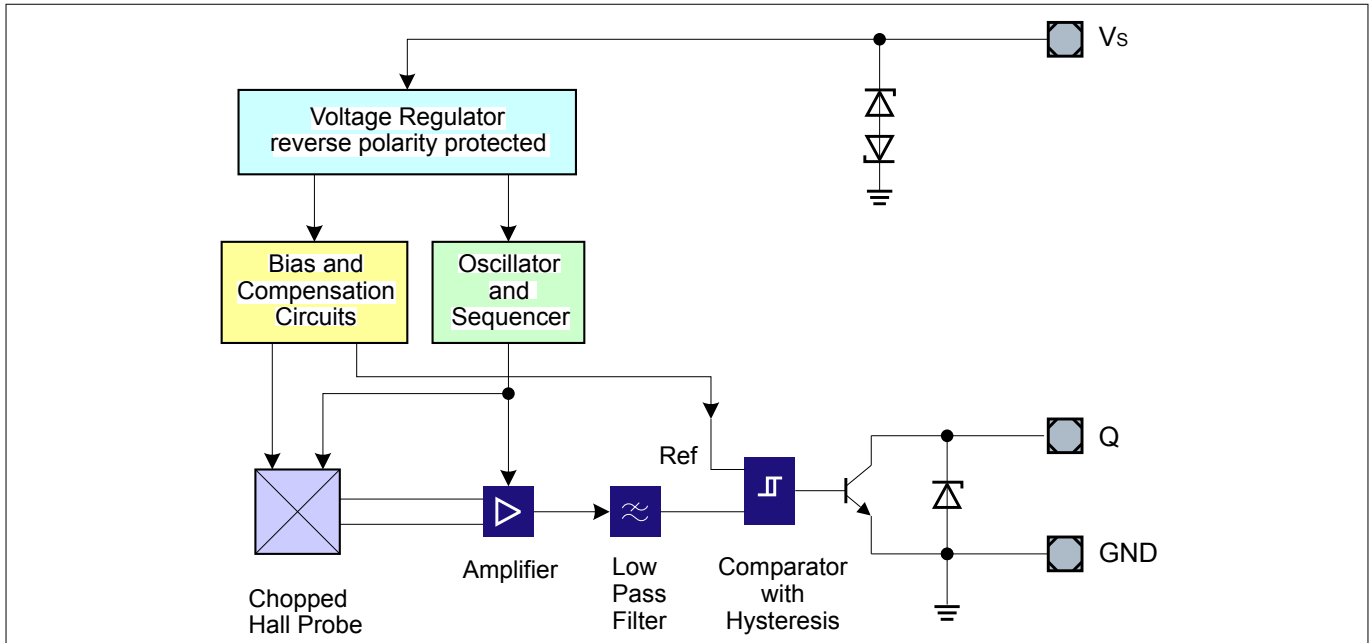 Vs
Voltage Regulator
reverse polarity protected
Bias and
Compensation
Circuits
Oscillator
and
Sequencer
Ref
Q
GND
Amplifier
Low
Pass
Filter
Comparator
with
Hysteresis
Chopped
Hall Probe